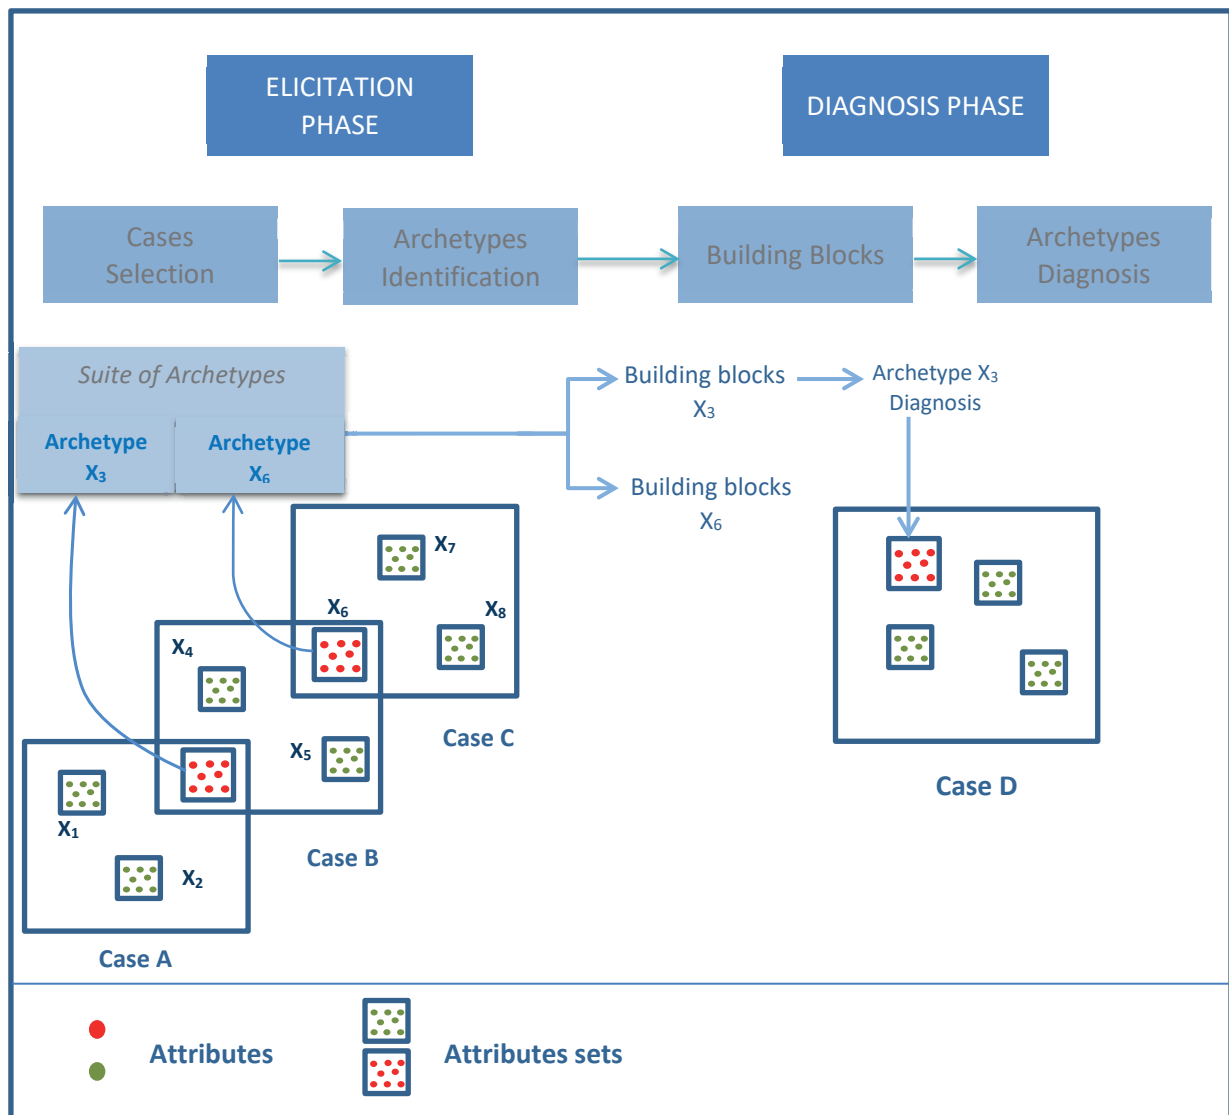 ELICITATION
PHASE
DIAGNOSIS PHASE
Cases
Selection
Archetypes
Identification
Building Blocks
Archetypes
Diagnosis
Suite of Archetypes
Archetype
X₃
Archetype
X₆
Building blocks
X₃
Archetype X₃
Diagnosis
Building blocks
X₆
X₇
X₆
X₈
X₄
X₅
Case C
X₁
X₂
Case B
Case A
Case D
Attributes
Attributes sets